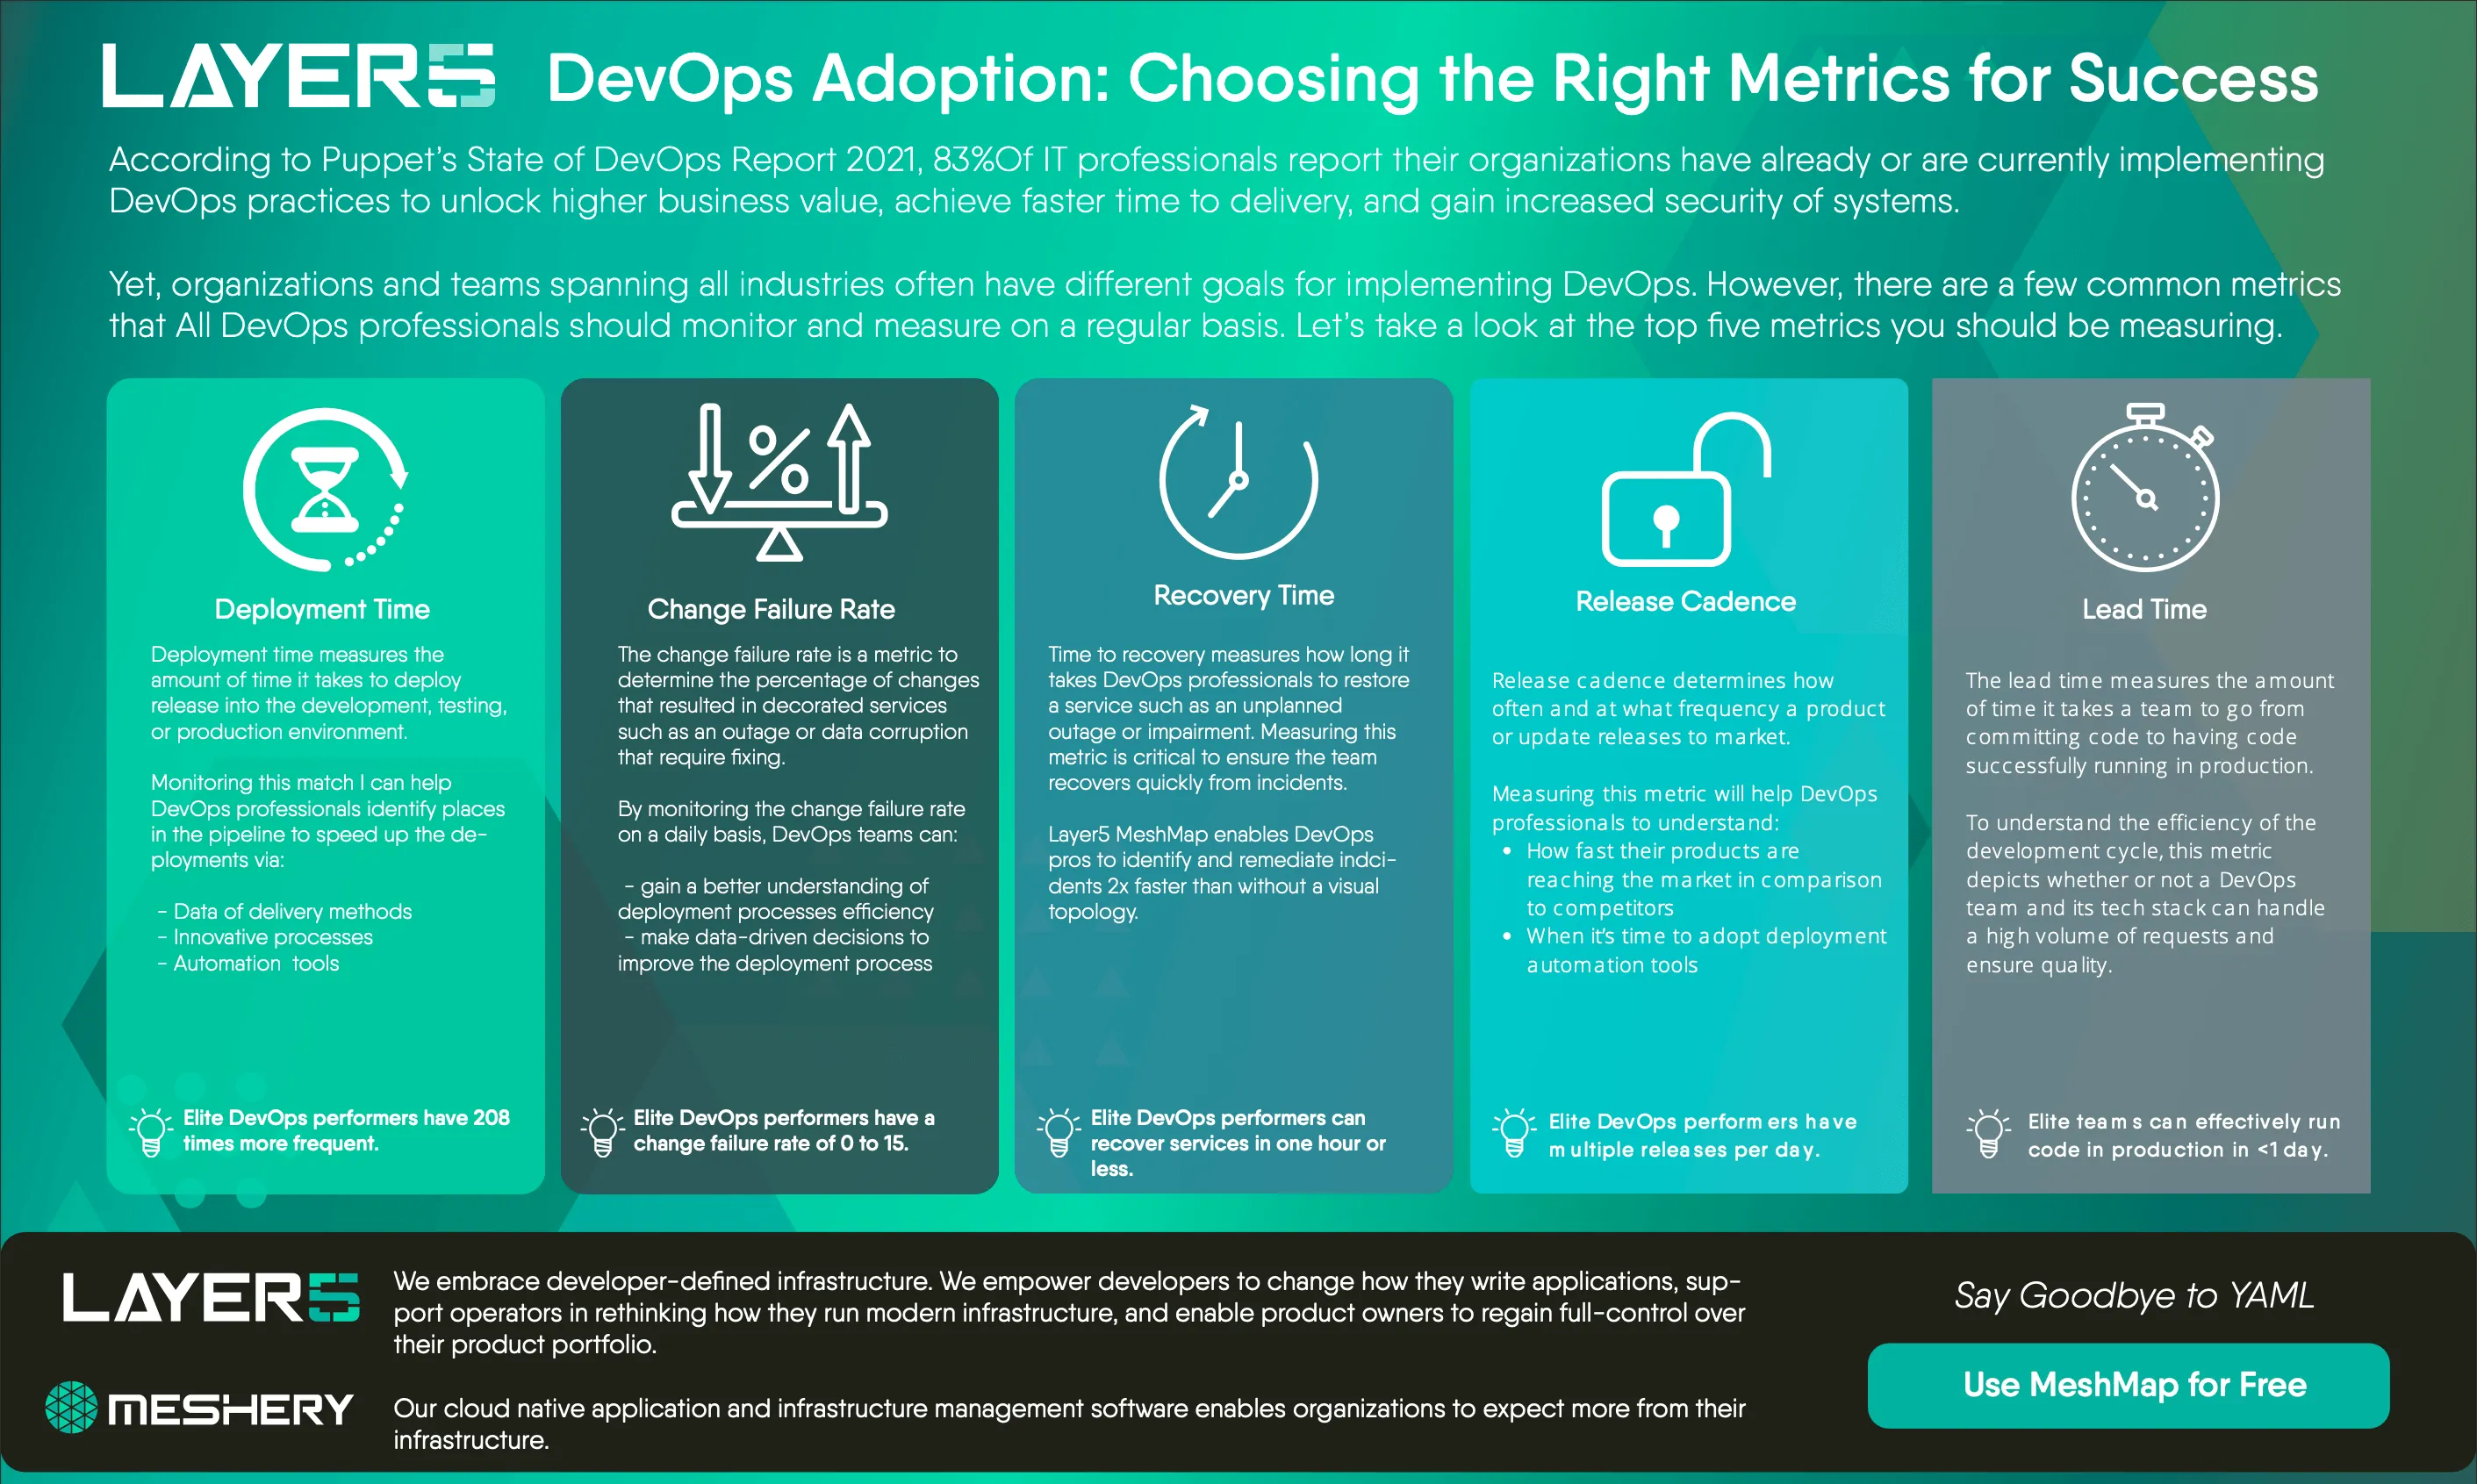 LAYER5 DevOps Adoption: Choosing the Right Metrics for Success
According to Puppet's State of DevOps Report 2021, 83%Of IT professionals report their organizations have already or are currently implementing
DevOps practices to unlock higher business value, achieve faster time to delivery, and gain increased security of systems.
Yet, organizations and teams spanning all industries often have different goals for implementing DevOps. However, there are a few common metrics
that All DevOps professionals should monitor and measure on a regular basis. Let's take a look at the top five metrics you should be measuring.
Deployment Time
Deployment time measures the
amount of time it takes to deploy
release into the development, testing,
or production environment.
Monitoring this match I can help
DevOps professionals identify places
in the pipeline to speed up the de-
ployments via:
- Data of delivery methods
- Innovative processes
- Automation tools
Elite DevOps performers have 208
times more frequent.
%
Change Failure Rate
The change failure rate is a metric to
determine the percentage of changes
that resulted in decorated services
such as an outage or data corruption
that require fixing.
By monitoring the change failure rate
on a daily basis, DevOps teams can:
- gain a better understanding of
deployment processes efficiency
- make data-driven decisions to
improve the deployment process
Elite DevOps performers have a
change failure rate of 0 to 15.
Recovery Time
Time to recovery measures how long it
takes DevOps professionals to restore
a service such as an unplanned
outage or impairment. Measuring this
metric is critical to ensure the team
recovers quickly from incidents.
Layer5 MeshMap enables DevOps
pros to identify and remediate indci-
dents 2x faster than without a visual
topology.
Elite DevOps performers can
recover services in one hour or
less.
Release Cadence
Release cadence determines how
often and at what frequency a product
or update releases to market.
Measuring this metric will help DevOps
professionals to understand:
• How fast their products are
reaching the market in comparison
to competitors
• When it's time to adopt deployment
automation tools
Elite DevOps performers have
multiple releases per day.
Lead Time
The lead time measures the amount
of time it takes a team to go from
committing code to having code
successfully running in production.
To understand the efficiency of the
development cycle, this metric
depicts whether or not a DevOps
team and its tech stack can handle
a high volume of requests and
ensure quality.
Elite teams can effectively run
code in production in <1 day.
LAYER5
We embrace developer-defined infrastructure. We empower developers to change how they write applications, sup-
port operators in rethinking how they run modern infrastructure, and enable product owners to regain full-control over
their product portfolio.
MESHERY
Our cloud native application and infrastructure management software enables organizations to expect more from their
infrastructure.
Say Goodbye to YAML
Use MeshMap for Free